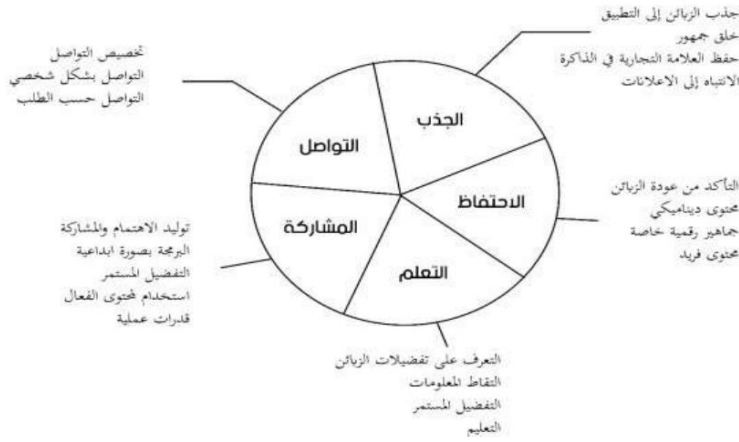 جذب الزبائن إلى التطبيق
خلق جمهور
حفظ العلامة التجارية في الذاكرة
الانتباه إلى الاعلانات
تخصيص التواصل
التواصل بشكل شخصي
التواصل حسب الطلب
الجذب
التواصل
الاحتفاظ
المشاركة
التعلم
التأكد من عودة الزبائن
محتوى ديناميكي
جماهير رقمية خاصة
محتوى فريد
توليد الاهتمام والمشاركة
البرمجة بصورة ابداعية
التفضيل المستمر
استخدام لمحتوى الفعال
قدرات عملية
التعرف على تفضيلات الزبائن
التقاط المعلومات
التفضيل المستمر
التعليم